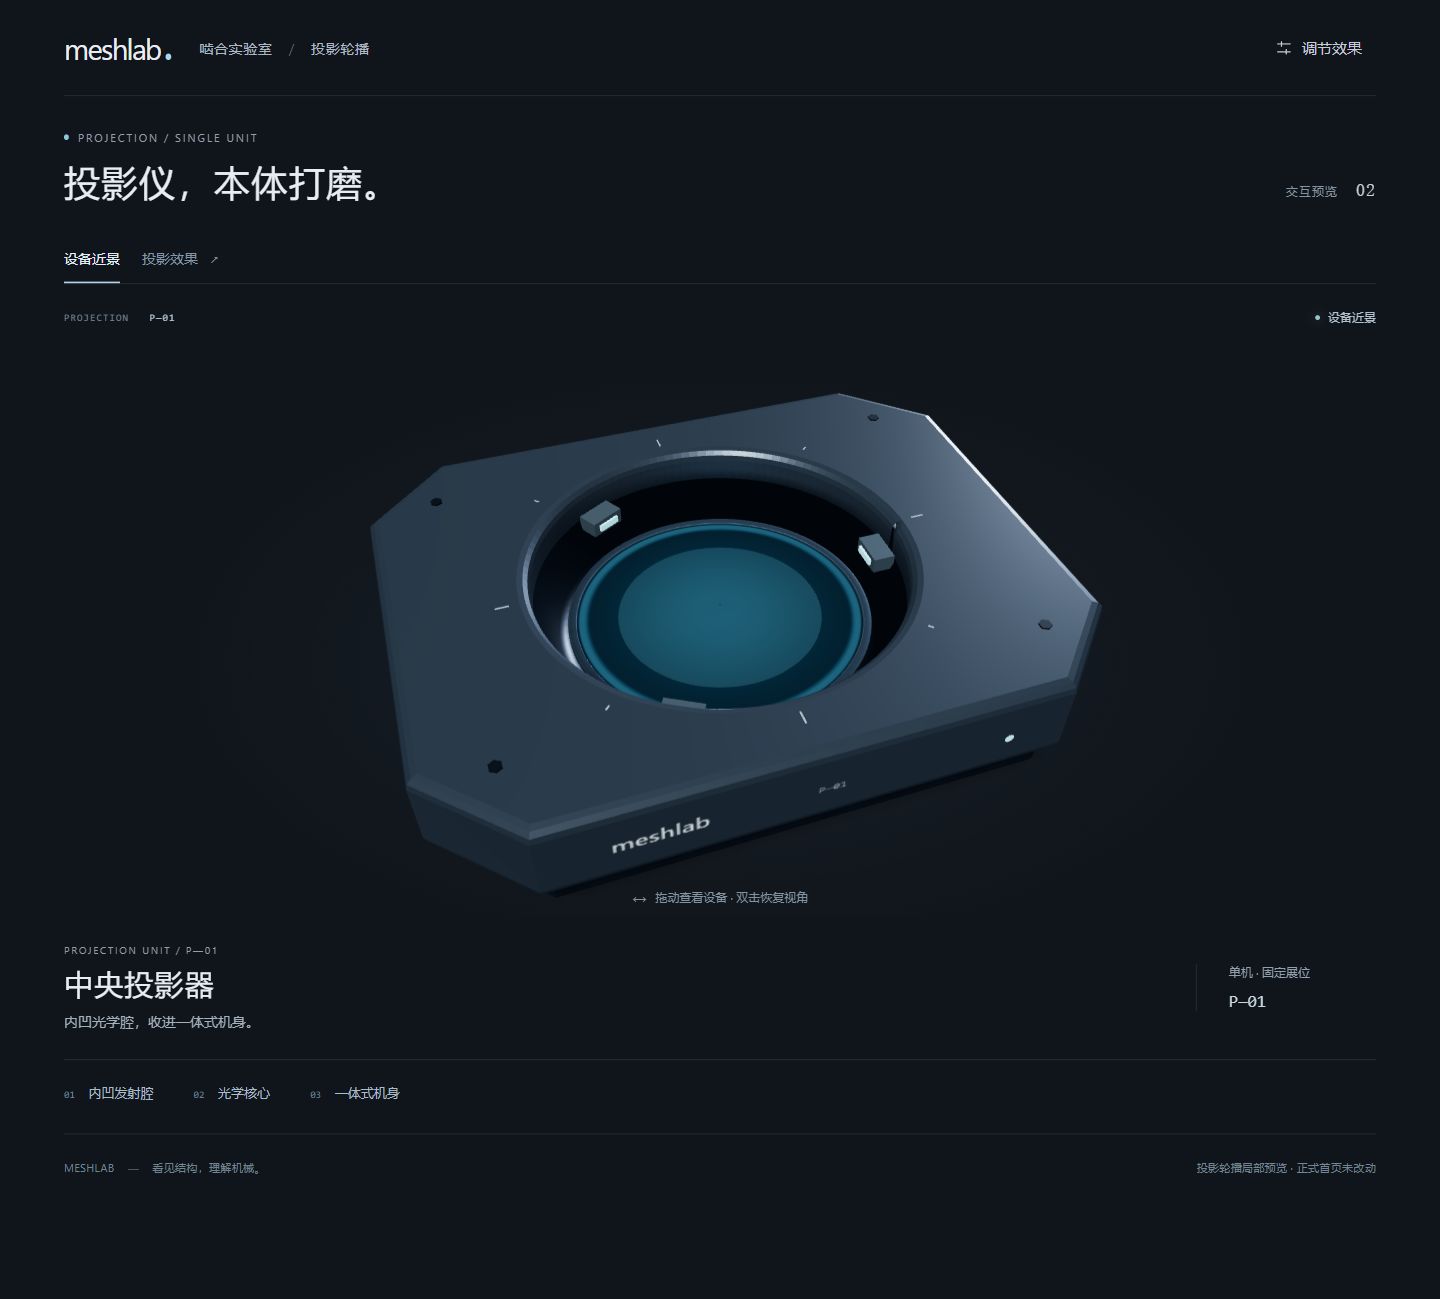 meshlab. 啮合实验室 / 投影轮播
调节效果
PROJECTION / SINGLE UNIT
投影仪，本体打磨。
交互预览 02
设备近景 投影效果 ↗
PROJECTION P—01
设备近景
P—01
meshlab
↔ 拖动查看设备 · 双击恢复视角
PROJECTION UNIT / P—01
中央投影器
内凹光学腔，收进一体式机身。
单机 · 固定展位
P—01
01 内凹发射腔 02 光学核心 03 一体式机身
MESHLAB — 看见结构，理解机械。
投影轮播局部预览 · 正式首页未改动